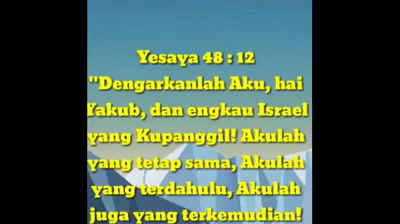 Yesaya 48 : 12
"Dengarkanlah Aku, hai
Yakub, dan engkau Israel
yang Kupanggil! Akulah
yang tetap sama, Akulah
yang terdahulu, Akulah
juga yang terkemudian!